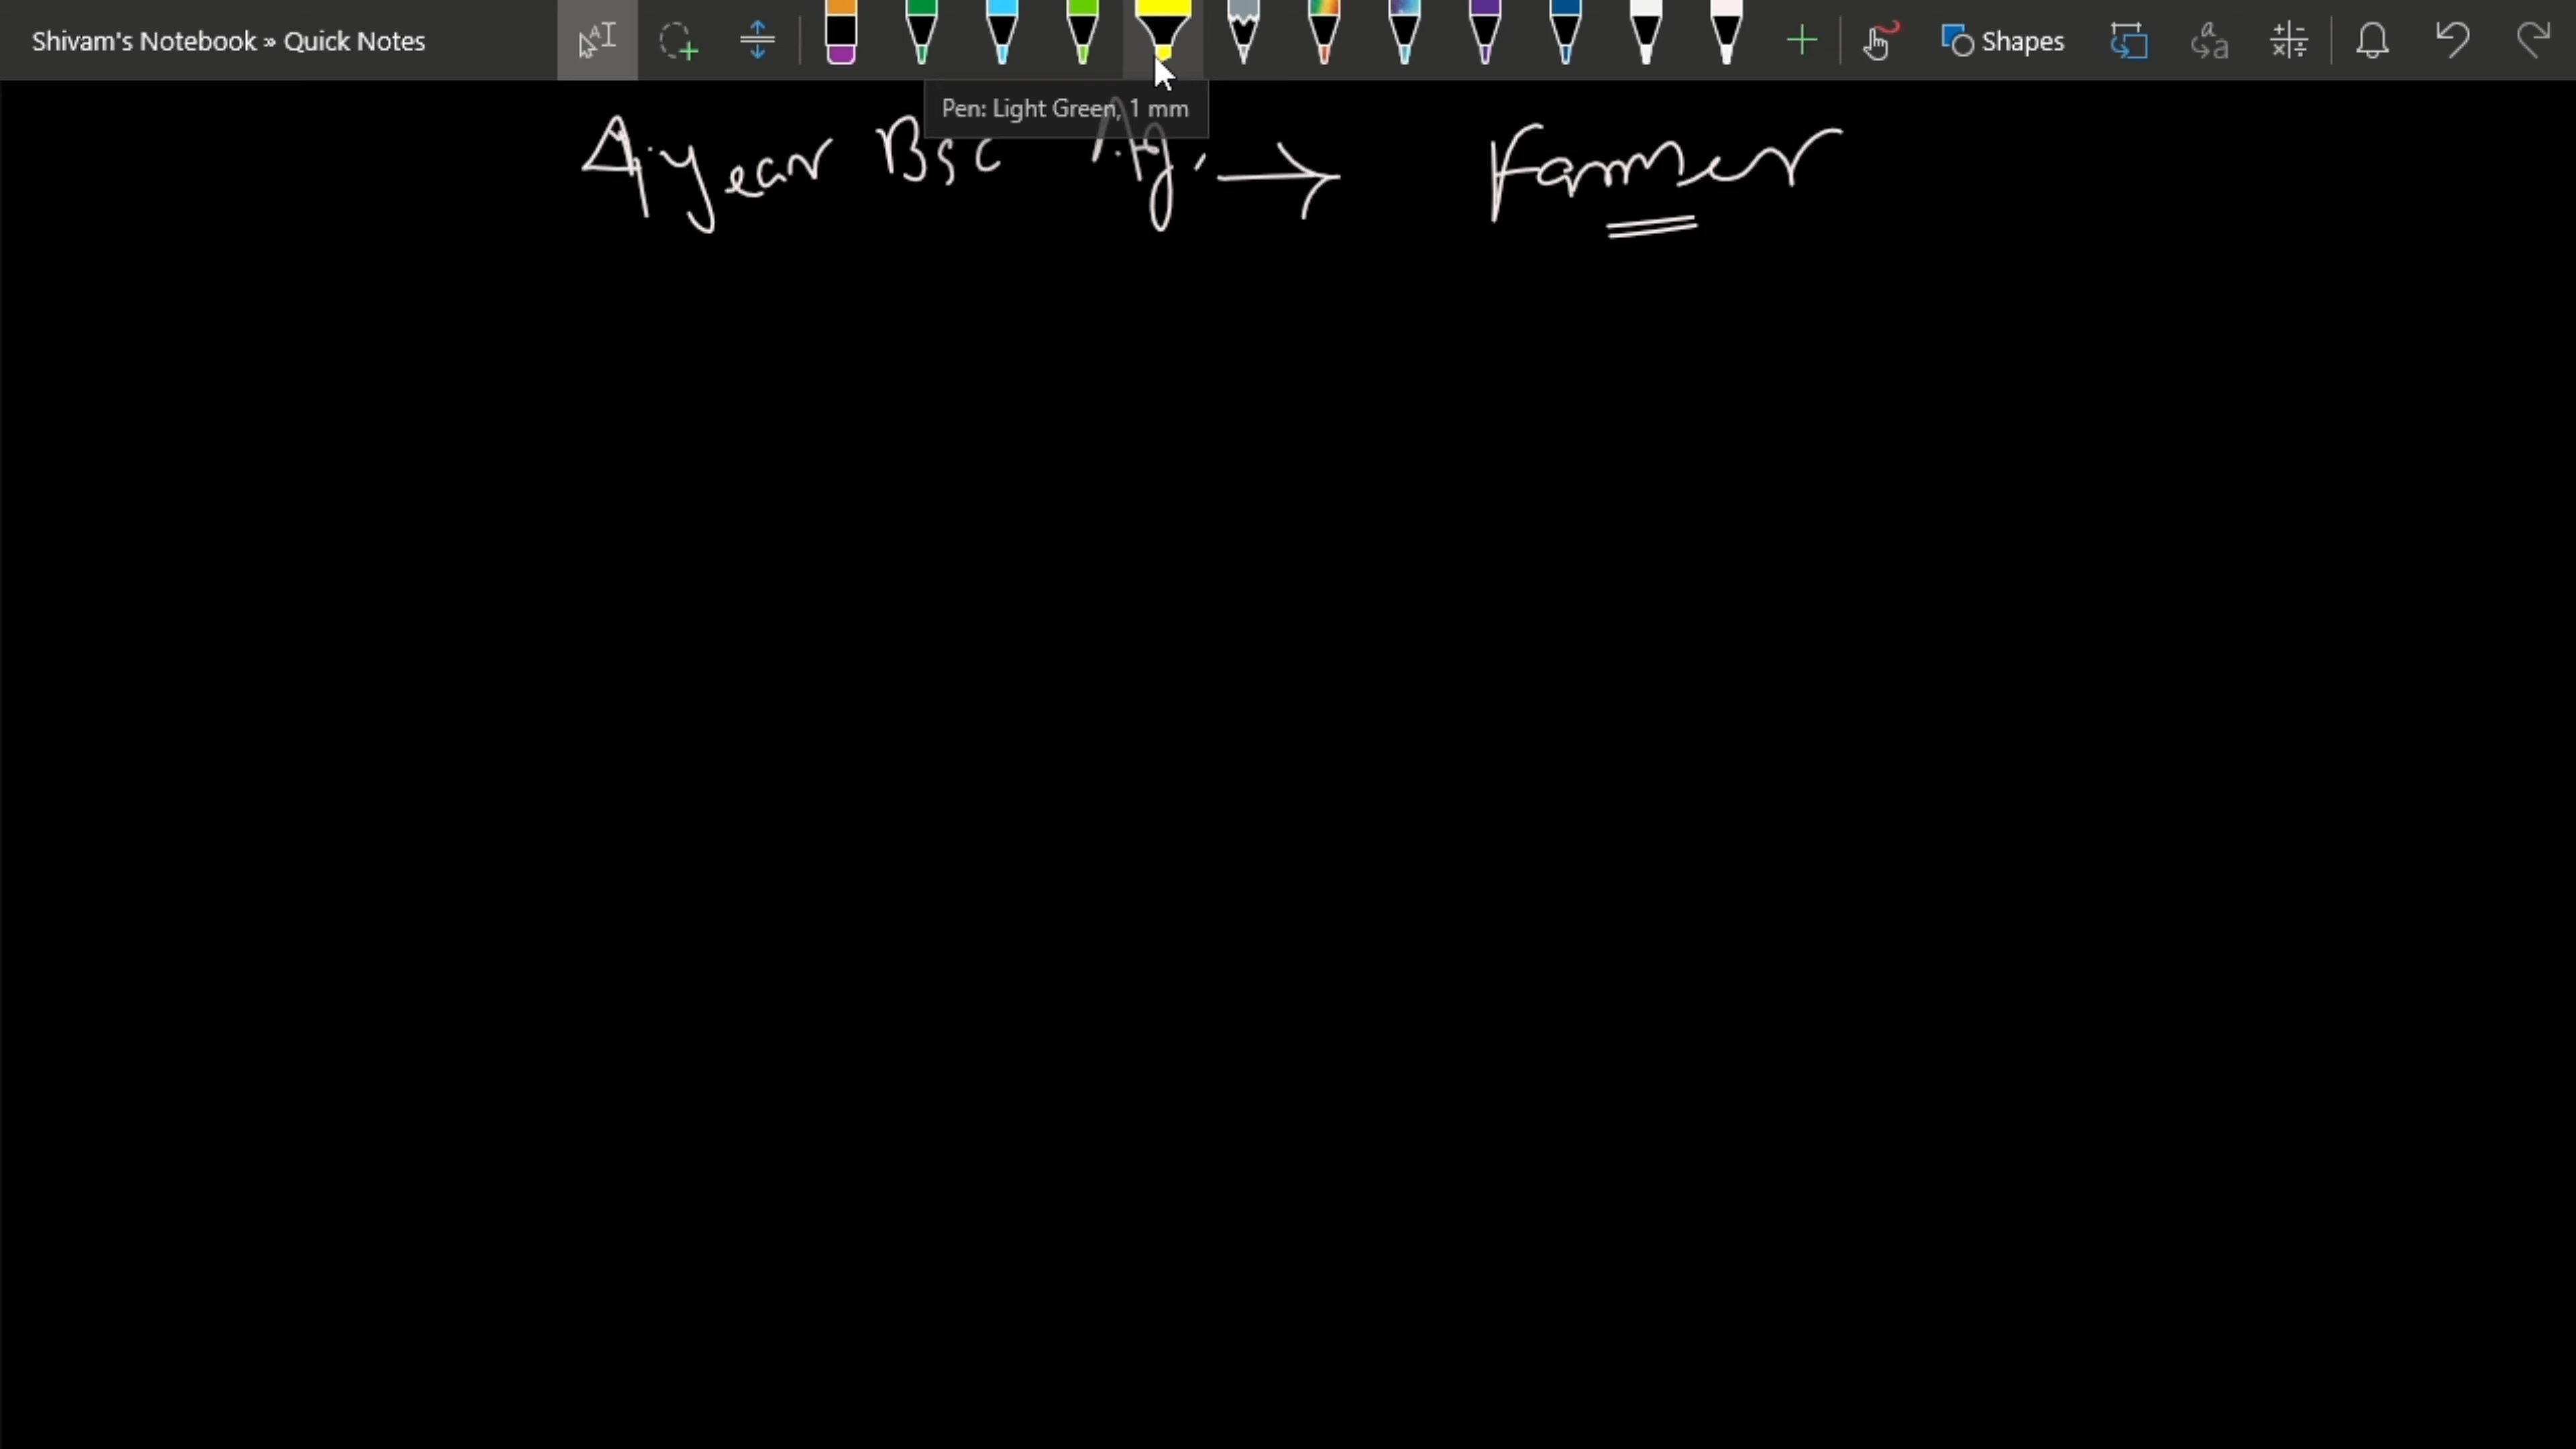 Shivam's Notebook » Quick Notes
Shapes
Pen: Light Green, 1 mm
4 year Bsc Ag. → Farmer